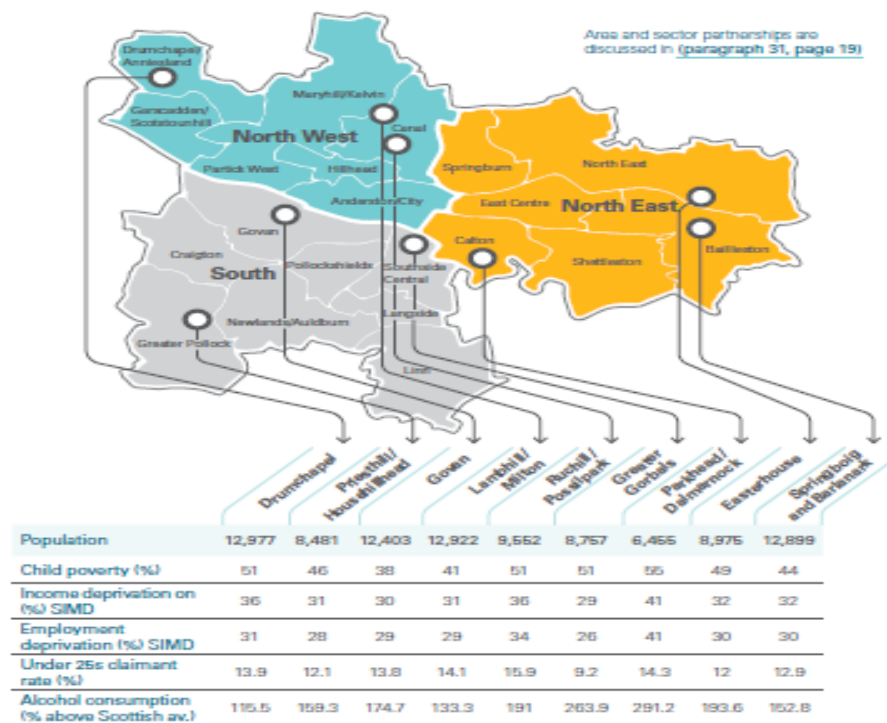 Area and sector partnerships are
discussed in (paragraph 31, page 19)
Drumchapel/
Anniesland
Maryhill/Kelvin
Garscadden/
Scotstounhill
Canal
North West
Partick West
Hillhead
Springburn
North East
Anderston/City
East Centre
North East
Govan
Calton
Baillieston
Craigton
Pollockshields
Southside
Central
Shettleston
South
Langside
Newlands/Auldburn
Greater Pollock
Linn
Drumchapel
Priesthill/
Househillhead
Govan
Lambhill/
Milton
Ruchill/
Possilpark
Greater
Gorbals
Parkhead/
Dalmarnock
Easterhouse
Springboig
and Barlanark
Population 12,977 8,481 12,403 12,922 9,552 8,757 6,455 8,975 12,899
Child poverty (%) 51 46 38 41 51 51 55 49 44
Income deprivation on
(%) SIMD 36 31 30 31 36 29 41 32 32
Employment
deprivation (%) SIMD 31 28 29 29 34 26 41 30 30
Under 25s claimant
rate (%) 13.9 12.1 13.8 14.1 15.9 9.2 14.3 12 12.9
Alcohol consumption
(% above Scottish av.) 115.5 159.3 174.7 133.3 191 263.9 291.2 193.6 152.8